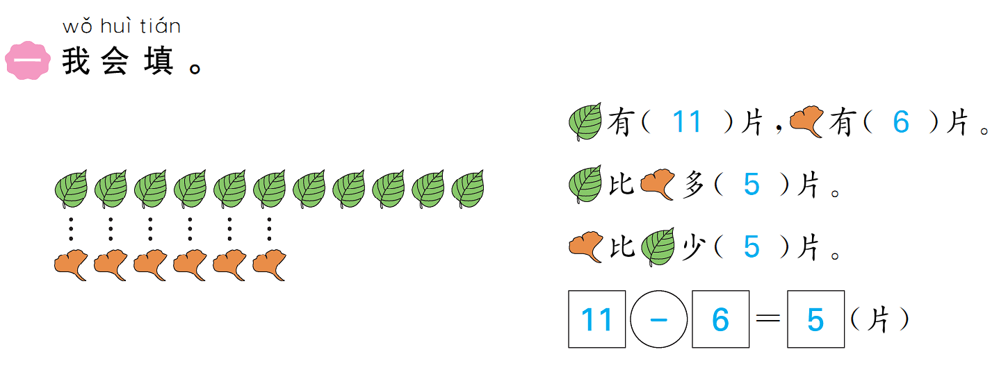 wǒ huì tián
一 我会填。
有( 11 )片,有( 6 )片。
比多( 5 )片。
比少( 5 )片。
11 - 6 = 5 (片)